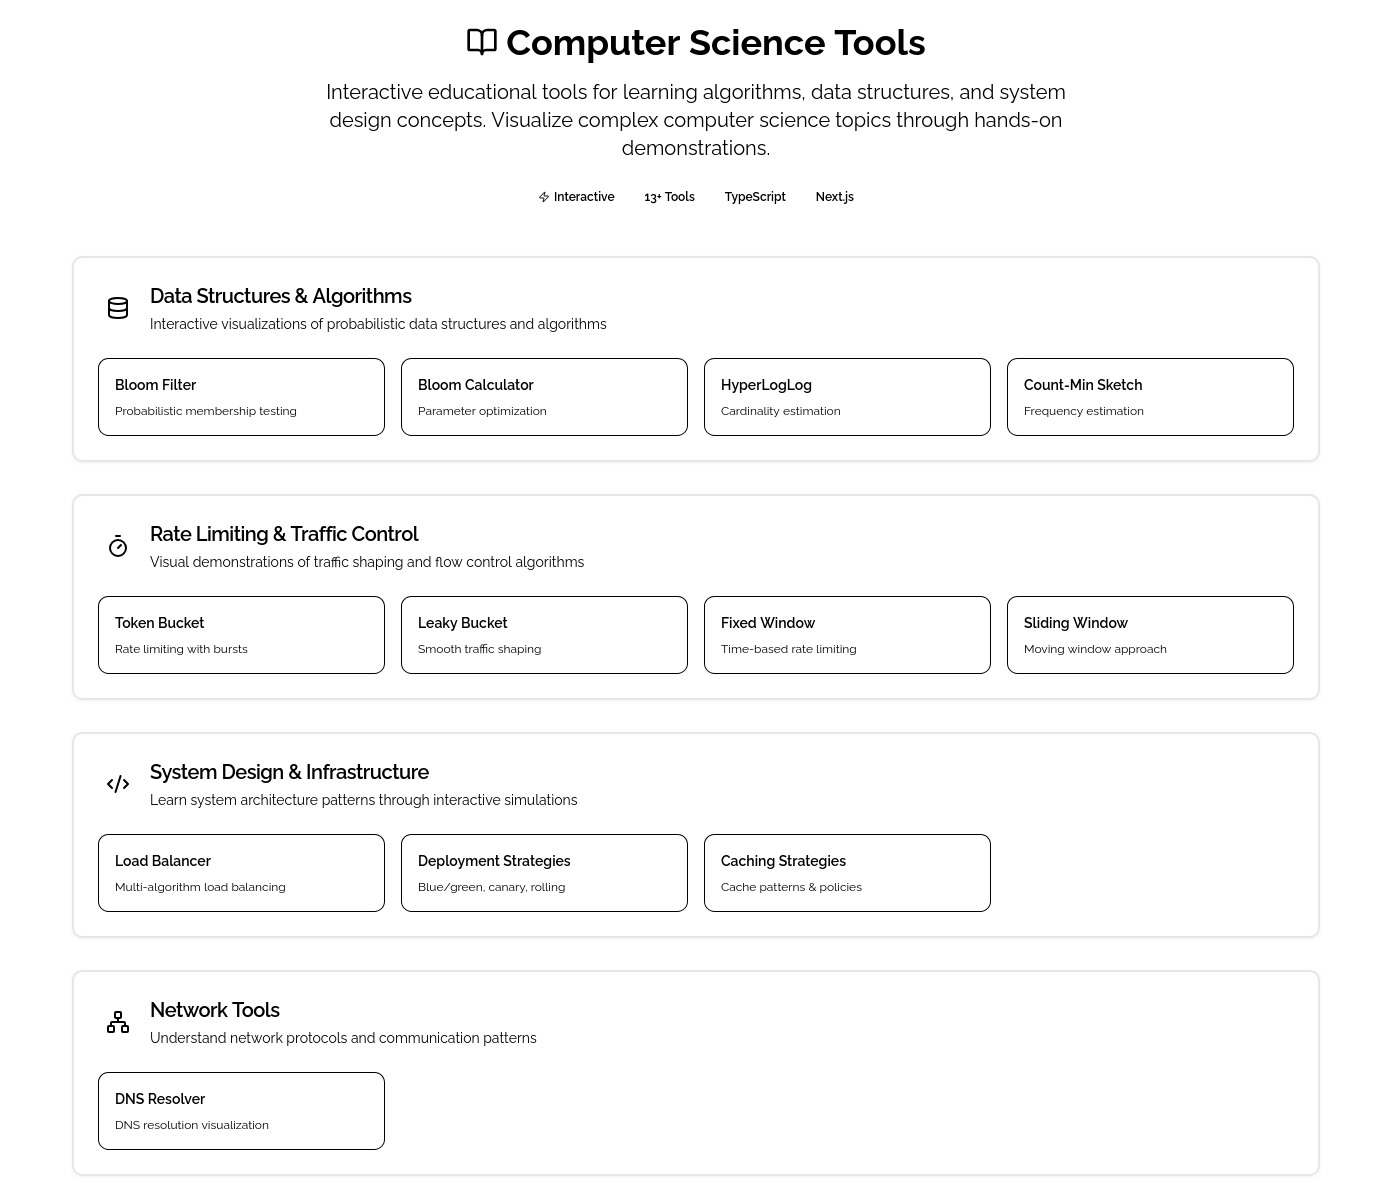 Computer Science Tools
Interactive educational tools for learning algorithms, data structures, and system
design concepts. Visualize complex computer science topics through hands-on
demonstrations.
Interactive 13+ Tools TypeScript Next.js
Data Structures & Algorithms
Interactive visualizations of probabilistic data structures and algorithms
Bloom Filter
Probabilistic membership testing
Bloom Calculator
Parameter optimization
HyperLogLog
Cardinality estimation
Count-Min Sketch
Frequency estimation
Rate Limiting & Traffic Control
Visual demonstrations of traffic shaping and flow control algorithms
Token Bucket
Rate limiting with bursts
Leaky Bucket
Smooth traffic shaping
Fixed Window
Time-based rate limiting
Sliding Window
Moving window approach
System Design & Infrastructure
Learn system architecture patterns through interactive simulations
Load Balancer
Multi-algorithm load balancing
Deployment Strategies
Blue/green, canary, rolling
Caching Strategies
Cache patterns & policies
Network Tools
Understand network protocols and communication patterns
DNS Resolver
DNS resolution visualization